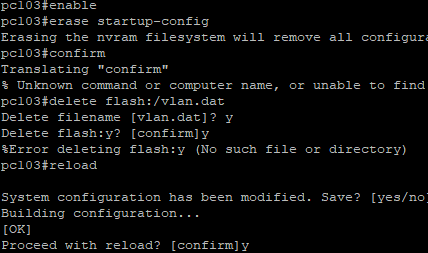 pc103#enable
pc103#erase startup-config
Erasing the nvram filesystem will remove all configura
pc103#confirm
Translating "confirm"
% Unknown command or computer name, or unable to find
pc103#delete flash:/vlan.dat
Delete filename [vlan.dat]? y
Delete flash:y? [confirm]y
%Error deleting flash:y (No such file or directory)
pc103#reload
System configuration has been modified. Save? [yes/no]
Building configuration...
[OK]
Proceed with reload? [confirm]y